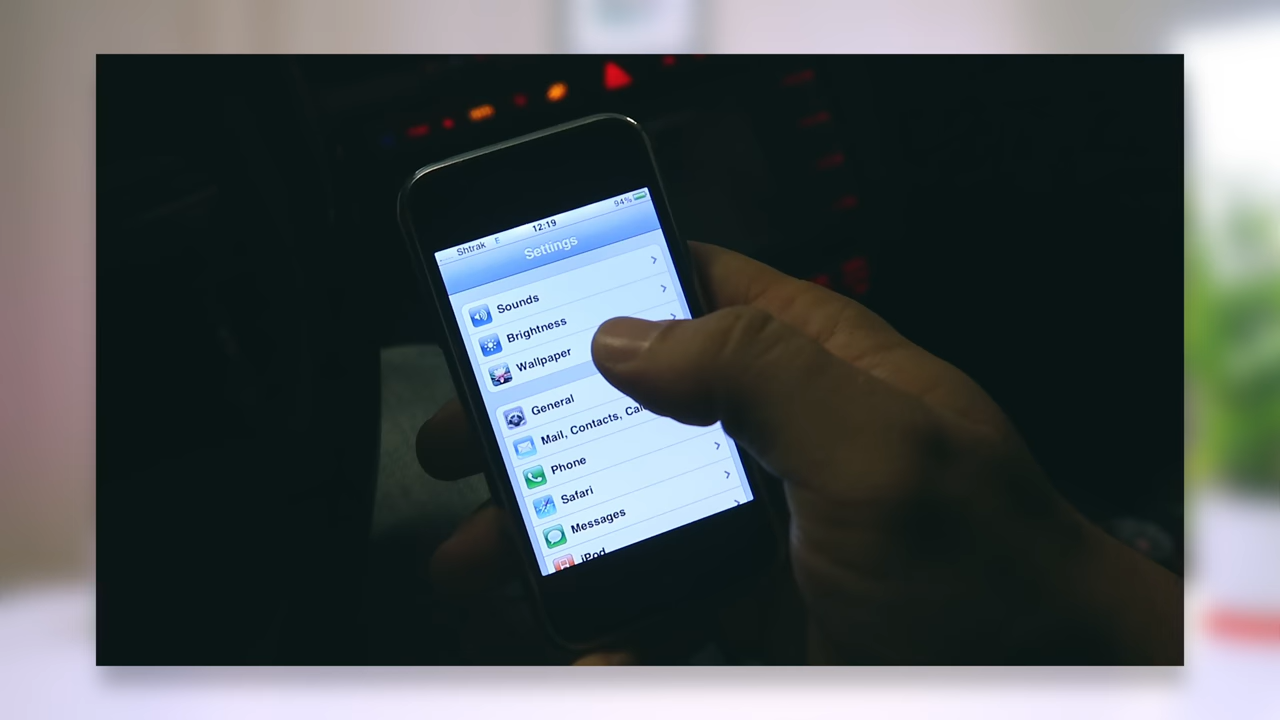 Shtrak E 12:19 94%
Settings
Sounds
Brightness
Wallpaper
General
Mail, Contacts, Cal
Phone
Safari
Messages
iPod